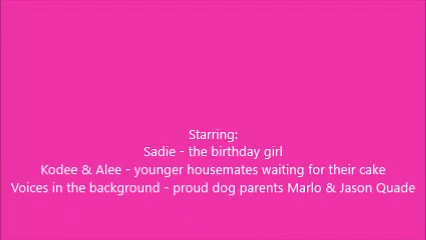 Starring:
Sadie - the birthday girl
Kodee & Alee - younger housemates waiting for their cake
Voices in the background - proud dog parents Marlo & Jason Quade